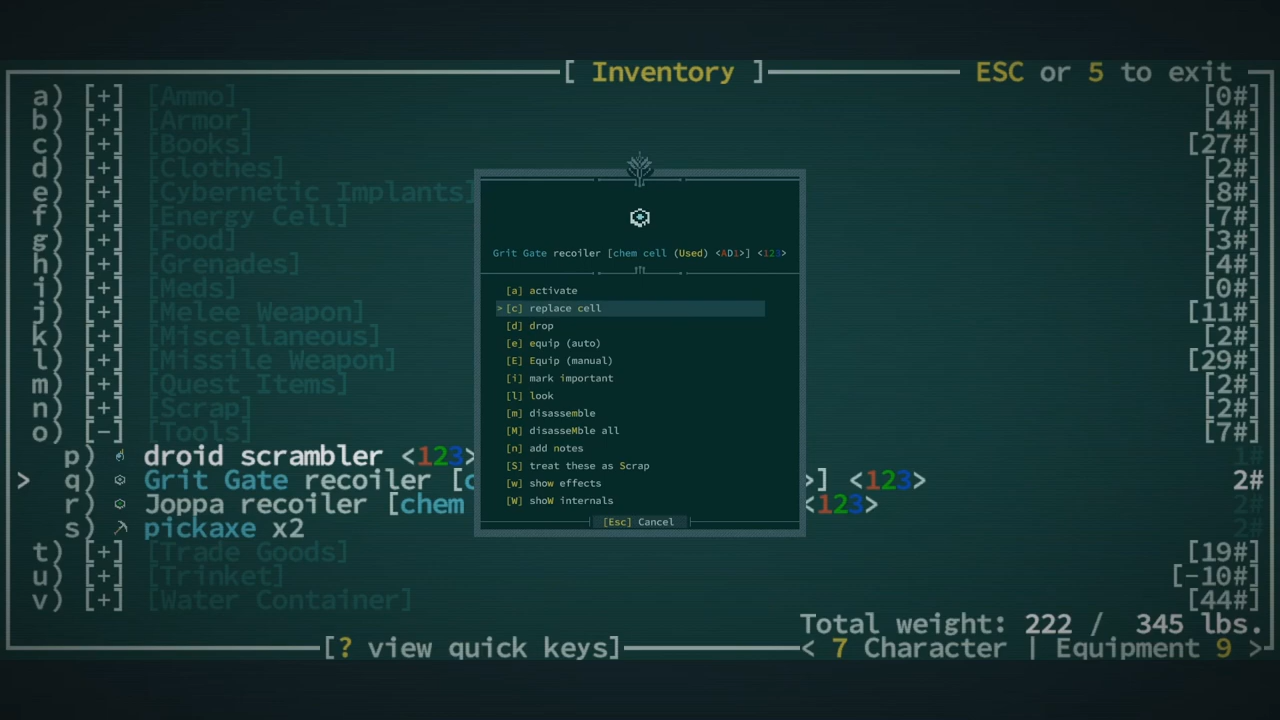 [ Inventory ] ESC or 5 to exit
a) [+] [Ammo] [0#]
b) [+] [Armor] [4#]
c) [+] [Books] [27#]
d) [+] [Clothes] [2#]
e) [+] [Cybernetic Implants] [8#]
f) [+] [Energy Cell] [7#]
g) [+] [Food] [3#]
h) [+] [Grenades] [4#]
i) [+] [Meds] [0#]
j) [+] [Melee Weapon] [11#]
k) [+] [Miscellaneous] [2#]
l) [+] [Missile Weapon] [29#]
m) [+] [Quest Items] [2#]
n) [+] [Scrap] [2#]
o) [-] [Tools] [7#]
p) droid scrambler <123> 1#
> q) Grit Gate recoiler [c >] <123> 2#
r) Joppa recoiler [chem <123> 2#
s) pickaxe x2 2#
t) [+] [Trade Goods] [19#]
u) [+] [Trinket] [-10#]
v) [+] [Water Container] [44#]
Total weight: 222 / 345 lbs.
[? view quick keys] < 7 Character | Equipment 9 >
Grit Gate recoiler [chem cell (Used) <AD1>] <123>
[a] activate
> [c] replace cell
[d] drop
[e] equip (auto)
[E] Equip (manual)
[i] mark important
[l] look
[m] disassemble
[M] disasseMble all
[n] add notes
[S] treat these as Scrap
[w] show effects
[W] shoW internals
[Esc] Cancel